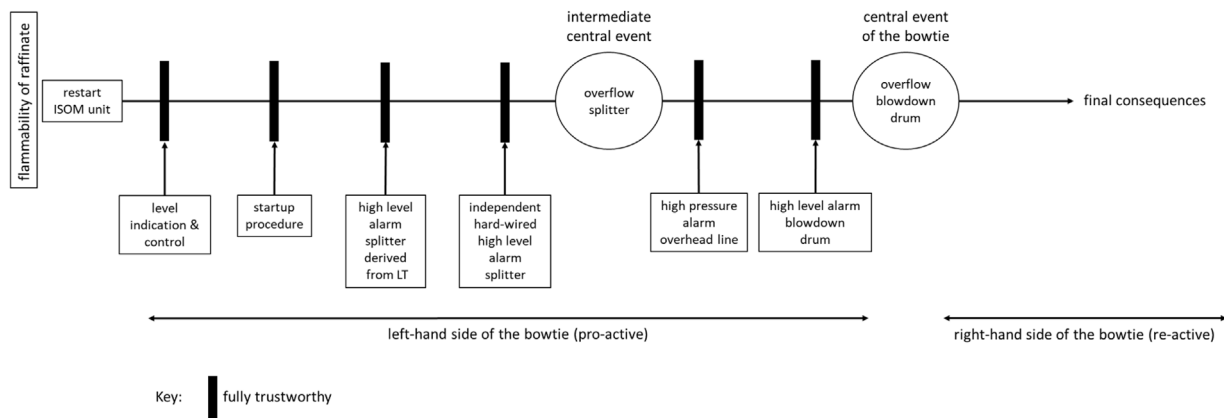 flammability of raffinate
restart
ISOM unit
level
indication &
control
startup
procedure
high level
alarm
splitter
derived
from LT
independent
hard-wired
high level
alarm
splitter
intermediate
central event
overflow
splitter
high pressure
alarm
overhead line
high level alarm
blowdown
drum
central event
of the bowtie
overflow
blowdown
drum
final consequences
left-hand side of the bowtie (pro-active)
right-hand side of the bowtie (re-active)
Key:
fully trustworthy